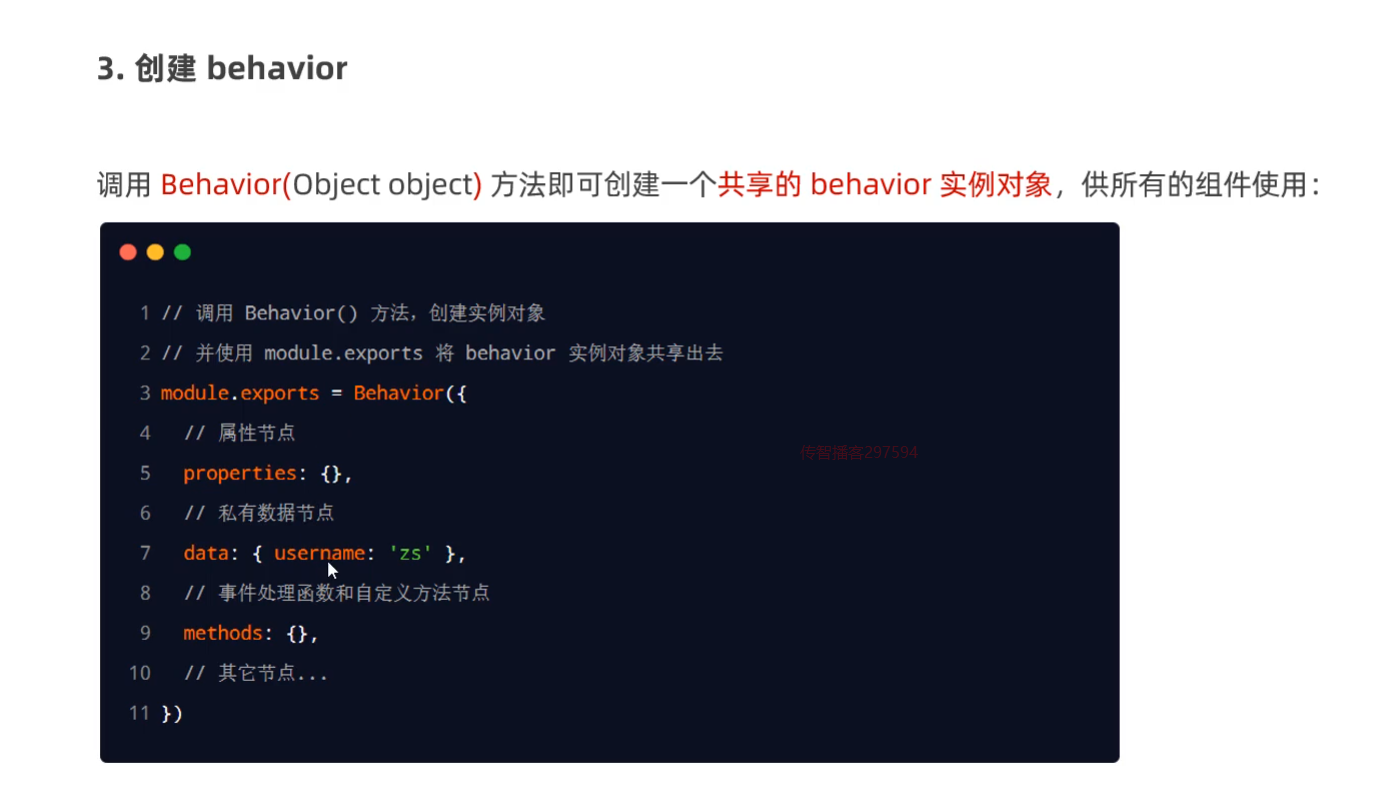 3. 创建 behavior
调用 Behavior(Object object) 方法即可创建一个共享的 behavior 实例对象，供所有的组件使用：
1 // 调用 Behavior() 方法，创建实例对象
2 // 并使用 module.exports 将 behavior 实例对象共享出去
3 module.exports = Behavior({
4 // 属性节点
传智播客297594
5 properties: {},
6 // 私有数据节点
7 data: { username: 'zs' },
8 // 事件处理函数和自定义方法节点
9 methods: {},
10 // 其它节点...
11 })